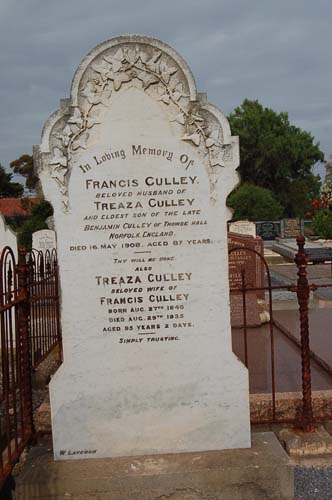 In Loving Memory Of
FRANCIS CULLEY.
BELOVED HUSBAND OF
TREAZA CULLEY
AND ELDEST SON OF THE LATE
BENJAMIN CULLEY OF THORPE HALL
NORFOLK ENGLAND.
DIED 16. MAY 1908. AGED 87 YEARS.
THY WILL BE DONE.
ALSO
TREAZA CULLEY
BELOVED WIFE OF
FRANCIS CULLEY
BORN AUG. 27TH 1840
DIED AUG. 29TH 1935
AGED 95 YEARS 2 DAYS.
SIMPLY TRUSTING.
W. LAYCOCK